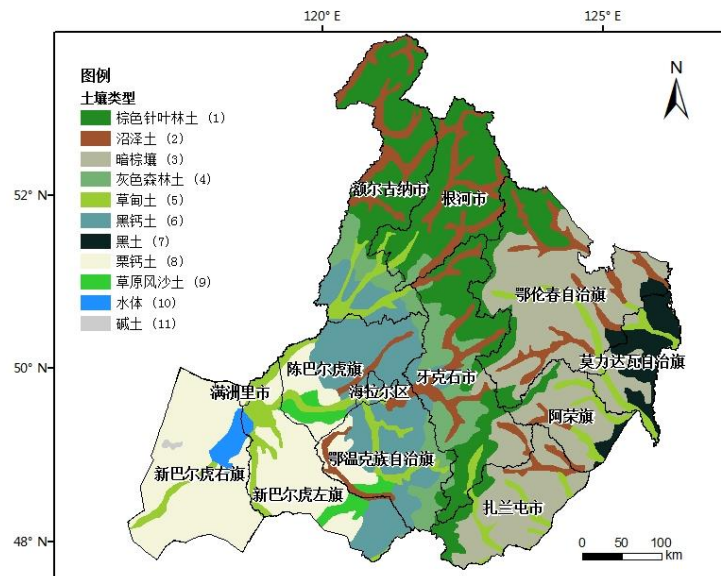 120° E
125° E
图例
土壤类型
棕色针叶林土 (1)
沼泽土 (2)
暗棕壤 (3)
灰色森林土 (4)
草甸土 (5)
黑钙土 (6)
黑土 (7)
栗钙土 (8)
草原风沙土 (9)
水体 (10)
碱土 (11)
N
52° N
50° N
48° N
额尔古纳市
根河市
鄂伦春自治旗
莫力达瓦自治旗
陈巴尔虎旗
牙克石市
满洲里市
海拉尔区
阿荣旗
新巴尔虎右旗
鄂温克族自治旗
新巴尔虎左旗
扎兰屯市
0 50 100
km